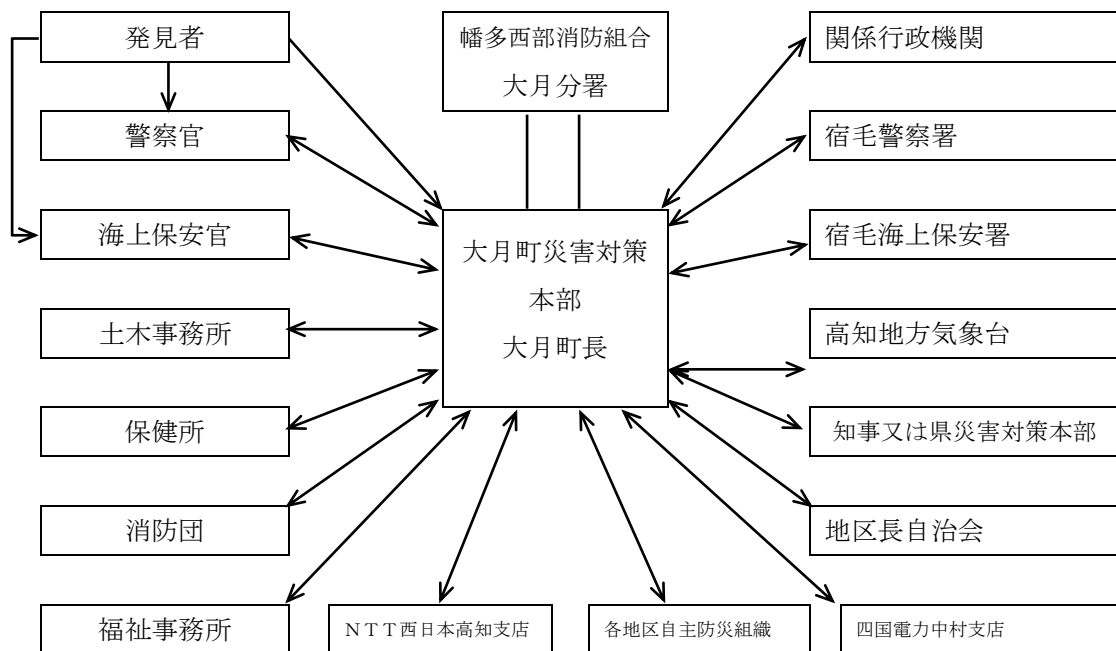 発見者
幡多西部消防組合
大月分署
関係行政機関
警察官
宿毛警察署
海上保安官
大月町災害対策
本部
大月町長
宿毛海上保安署
土木事務所
高知地方気象台
保健所
知事又は県災害対策本部
消防団
地区長自治会
福祉事務所
ＮＴＴ西日本高知支店
各地区自主防災組織
四国電力中村支店